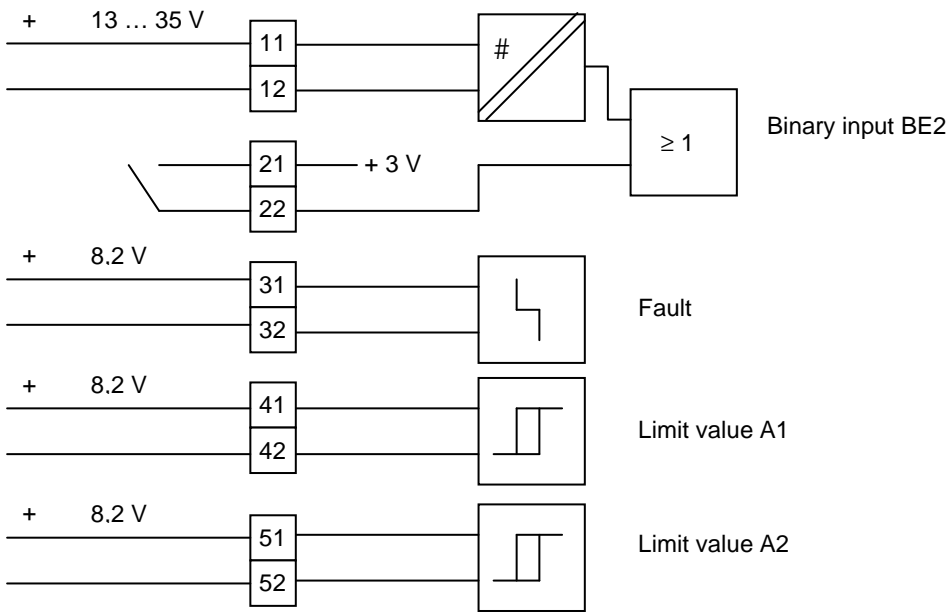 + 13 … 35 V
11
12
#
≥ 1
Binary input BE2
21
+ 3 V
22
+ 8,2 V
31
32
Fault
+ 8,2 V
41
42
Limit value A1
+ 8,2 V
51
52
Limit value A2